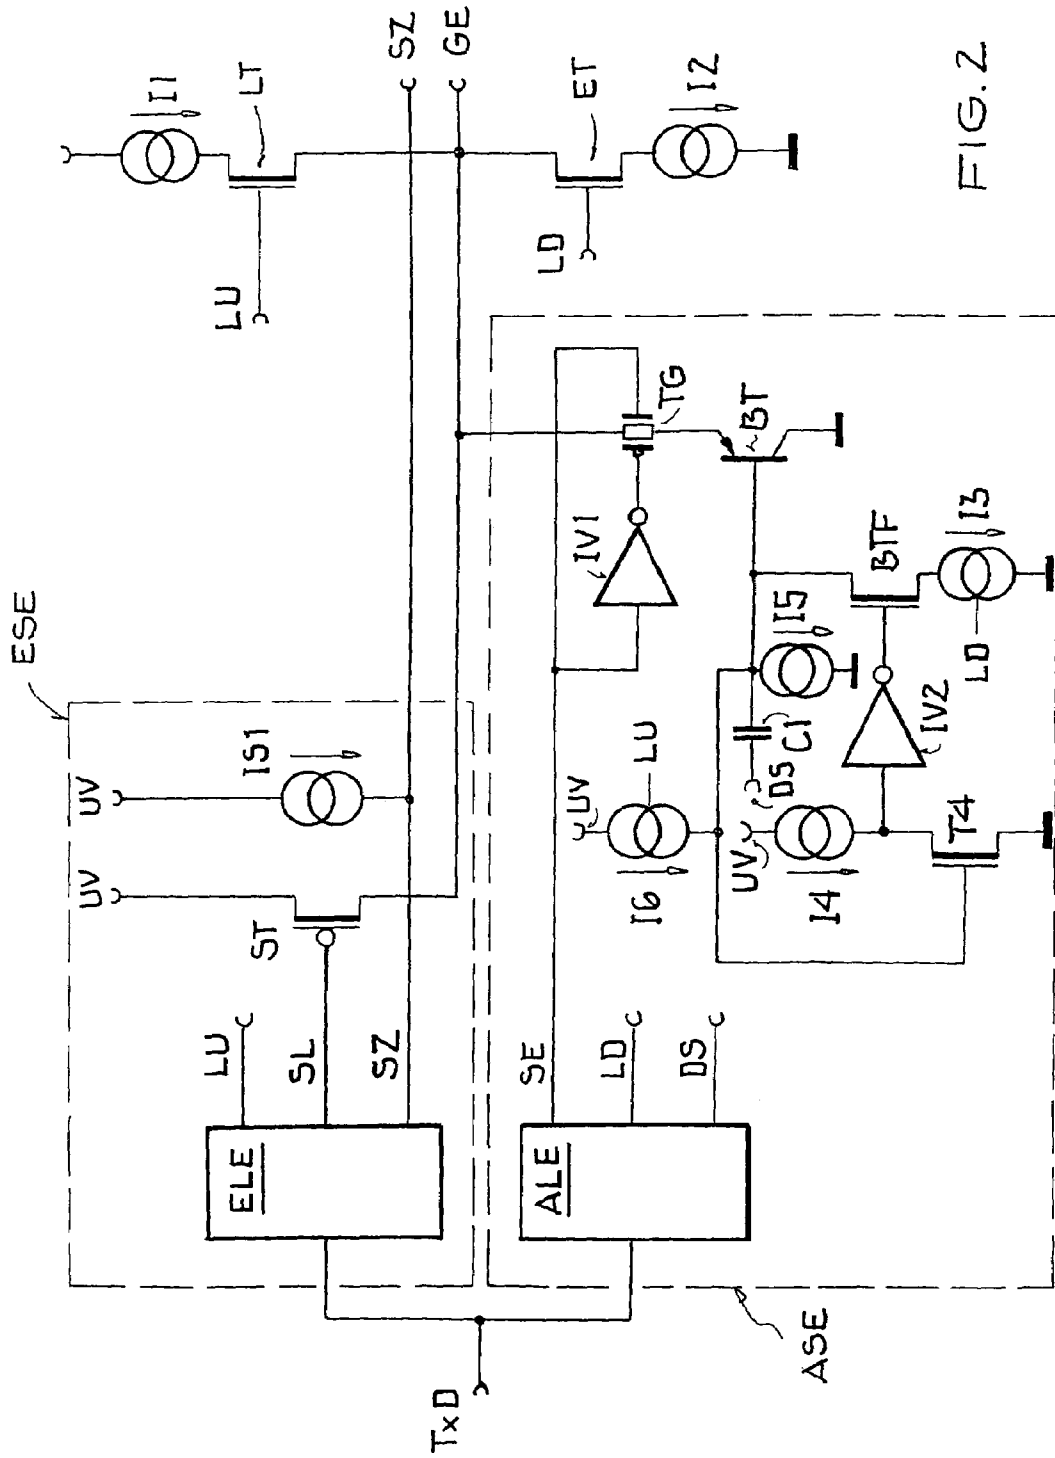 ESE
UV
UV
IS1
ST
LU
SL
SZ
ELE
TxD
I1
LT
LU
SZ
GE
ET
LD
I2
ASE
ALE
SE
LD
DS
IV1
TG
BT
UV
LU
I6
UV
DS
C1
I5
I4
T4
IV2
BTF
I3
LD
FIG. 2